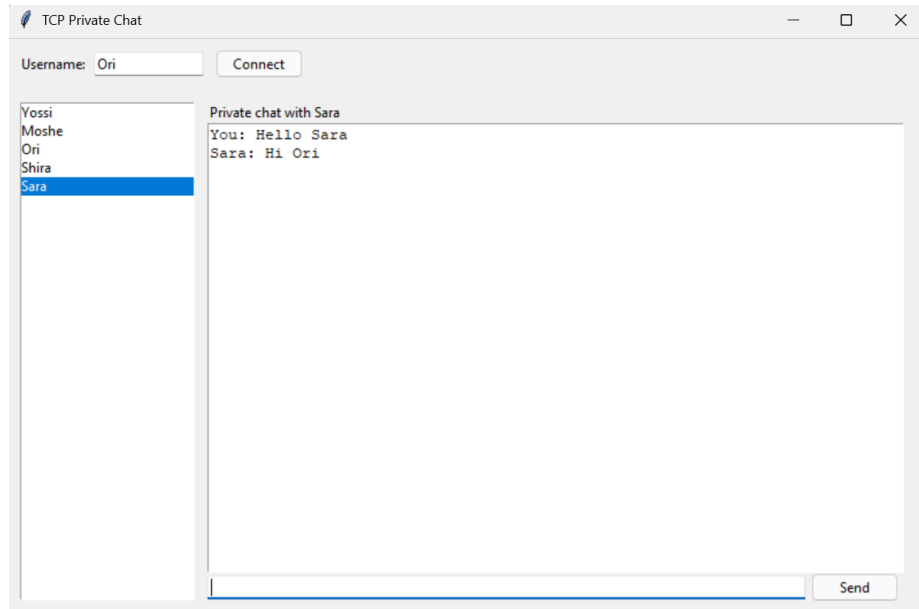 TCP Private Chat
Username: Ori Connect
Yossi
Moshe
Ori
Shira
Sara
Private chat with Sara
You: Hello Sara
Sara: Hi Ori
Send